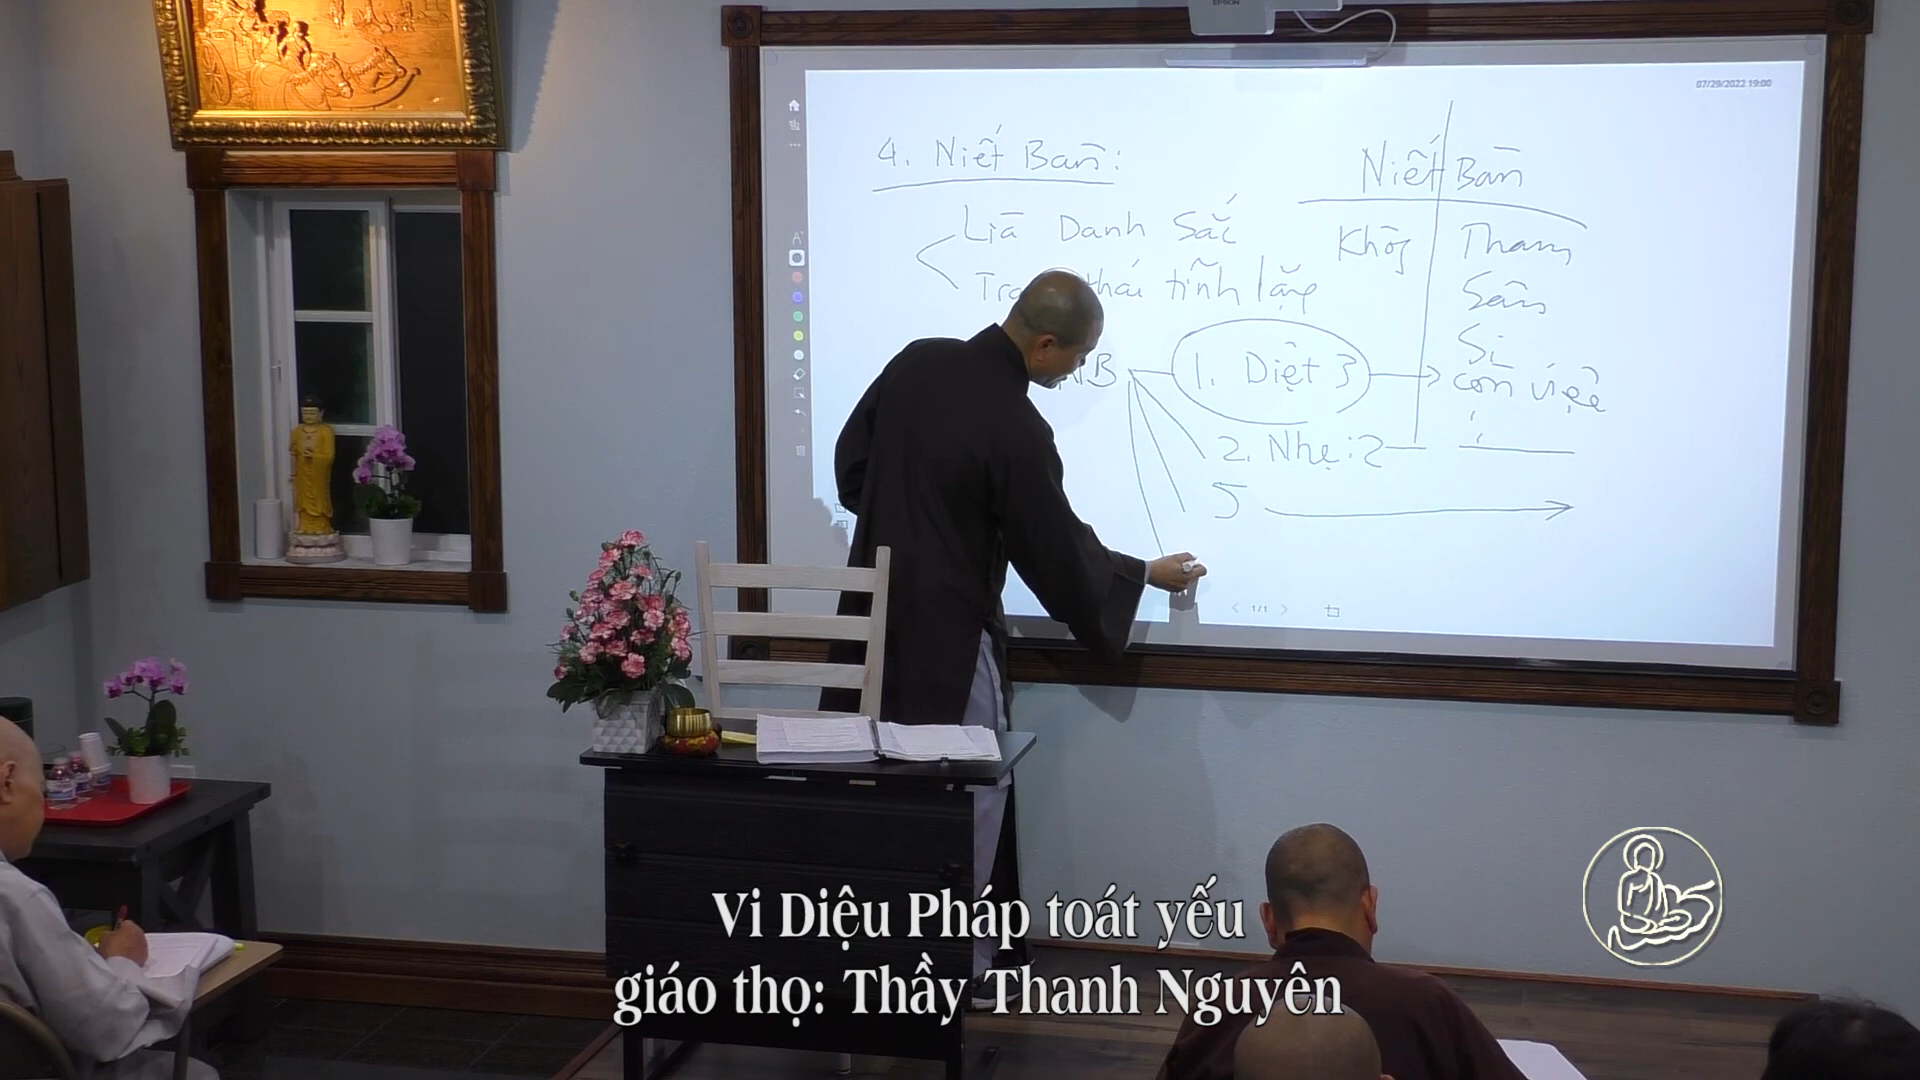 EPSON
07/29/2022 19:00
4. Niết Bàn:
Lìa Danh Sắc
thái tĩnh lặng
NB
1. Diệt 3
2. Nhẹ: 2
5
Niết Bàn
Không Tham
Sân
Si
còn
1/1
Vi Diệu Pháp toát yếu
giáo thọ: Thầy Thanh Nguyên